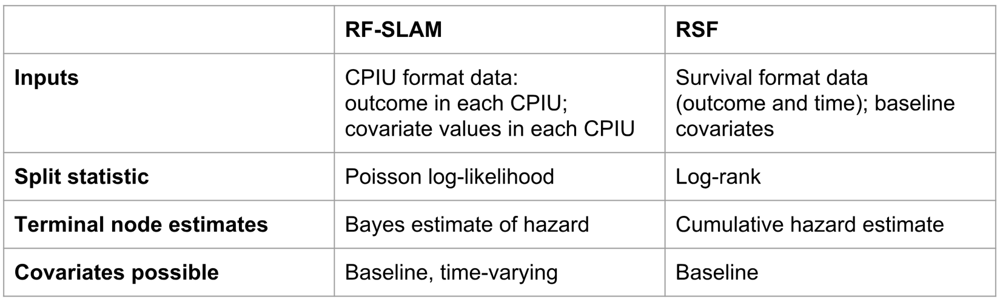 RF-SLAM RSF
Inputs
CPIU format data:
outcome in each CPIU;
covariate values in each CPIU
Survival format data
(outcome and time); baseline
covariates
Split statistic
Poisson log-likelihood
Log-rank
Terminal node estimates
Bayes estimate of hazard
Cumulative hazard estimate
Covariates possible
Baseline, time-varying
Baseline